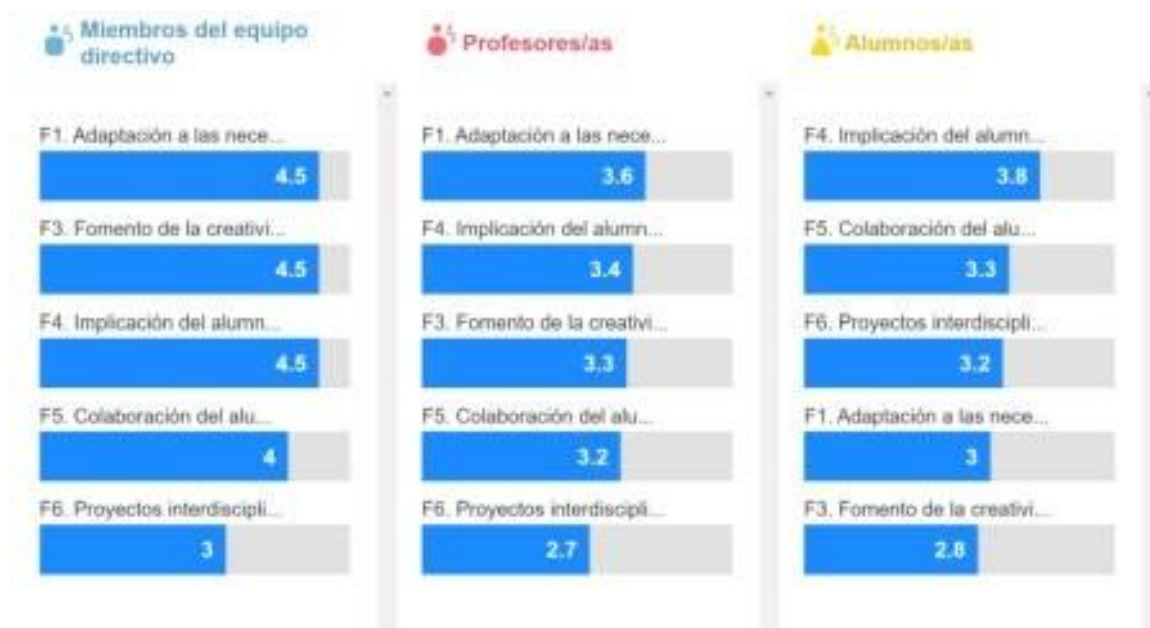 Miembros del equipo
directivo
F1. Adaptación a las nece...
4.5
F3. Fomento de la creativi...
4.5
F4. Implicación del alumn...
4.5
F5. Colaboración del alu...
4
F6. Proyectos interdiscipli...
3
Profesores/as
F1. Adaptación a las nece...
3.6
F4. Implicación del alumn...
3.4
F3. Fomento de la creativi...
3.3
F5. Colaboración del alu...
3.2
F6. Proyectos interdiscipli...
2.7
Alumnos/as
F4. Implicación del alumn...
3.8
F5. Colaboración del alu...
3.3
F6. Proyectos interdiscipli...
3.2
F1. Adaptación a las nece...
3
F3. Fomento de la creativi...
2.8